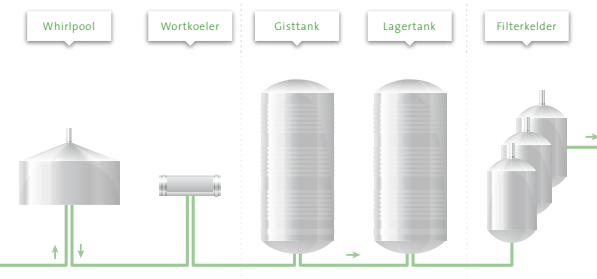 Whirlpool
Wortkoeler
Gisttank
Lagertank
Filterkelder